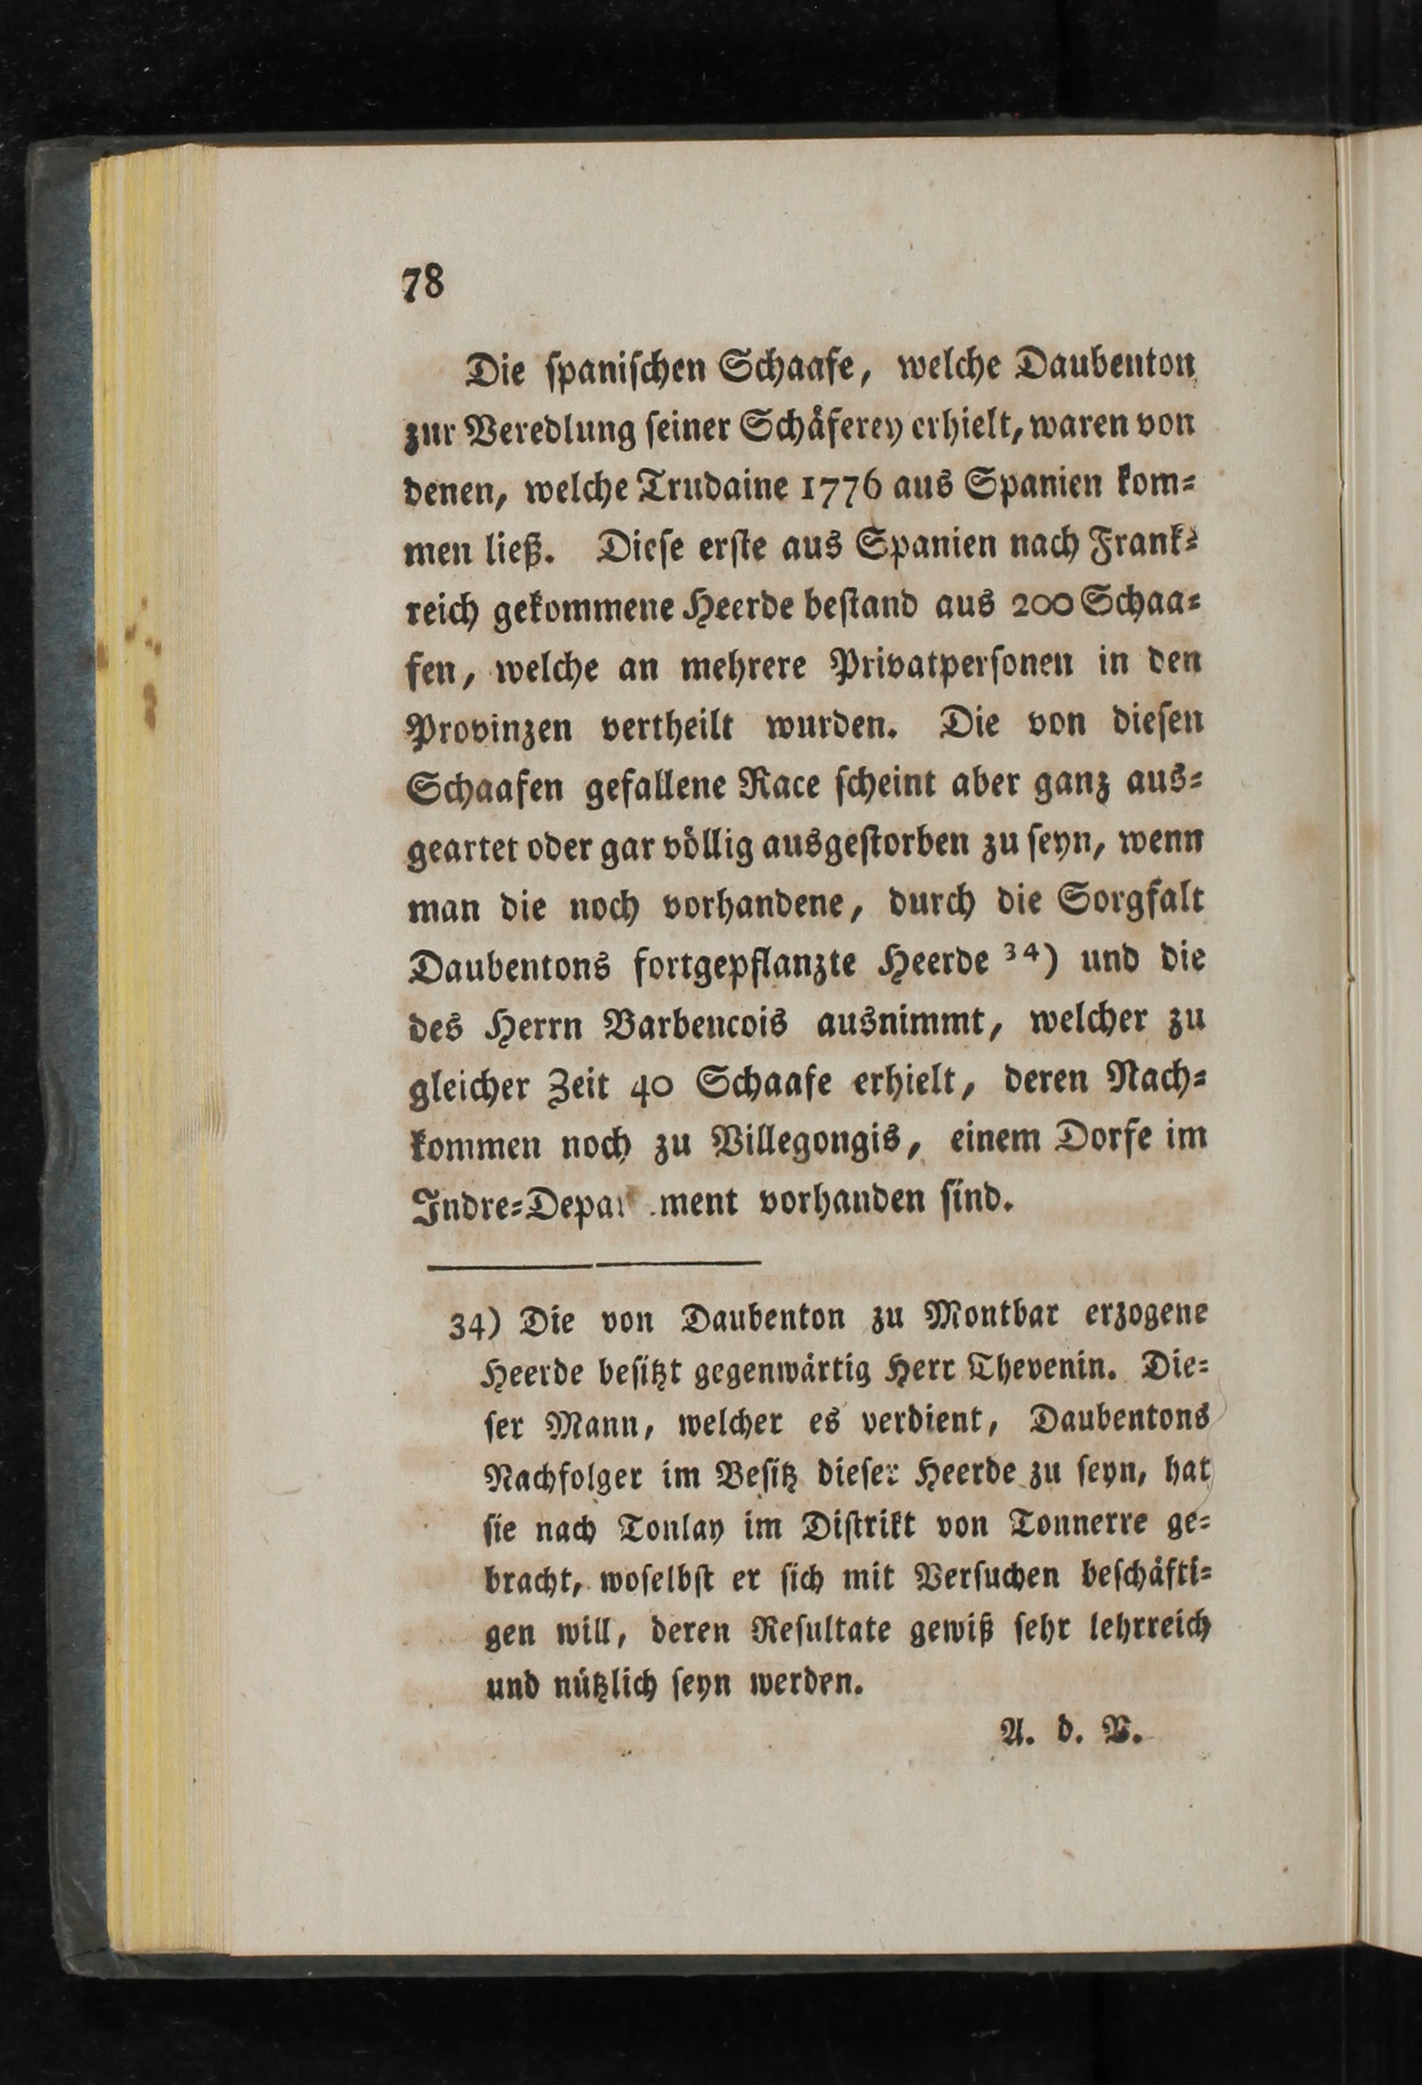 78
Die spanischen Schaafe, welche Daubenton
zur Veredlung seiner Schäferey erhielt, waren von
denen, welche Trudaine 1776 aus Spanien kom-
men ließ. Diese erste aus Spanien nach Frank-
reich gekommene Heerde bestand aus 200 Schaa-
fen, welche an mehrere Privatpersonen in den
Provinzen vertheilt wurden. Die von diesen
Schaafen gefallene Race scheint aber ganz aus-
geartet oder gar völlig ausgestorben zu seyn, wenn
man die noch vorhandene, durch die Sorgfalt
Daubentons fortgepflanzte Heerde ³⁴) und die
des Herrn Barbencois ausnimmt, welcher zu
gleicher Zeit 40 Schaafe erhielt, deren Nach-
kommen noch zu Villegongis, einem Dorfe im
Indre-Depar ment vorhanden sind.
34) Die von Daubenton zu Montbar erzogene
Heerde besitzt gegenwärtig Herr Thevenin. Die-
ser Mann, welcher es verdient, Daubentons
Nachfolger im Besitz dieser Heerde zu seyn, hat
sie nach Tonlay im Distrikt von Tonnerre ge-
bracht, woselbst er sich mit Versuchen beschäfti-
gen will, deren Resultate gewiß sehr lehrreich
und nützlich seyn werden.
A. d. V.